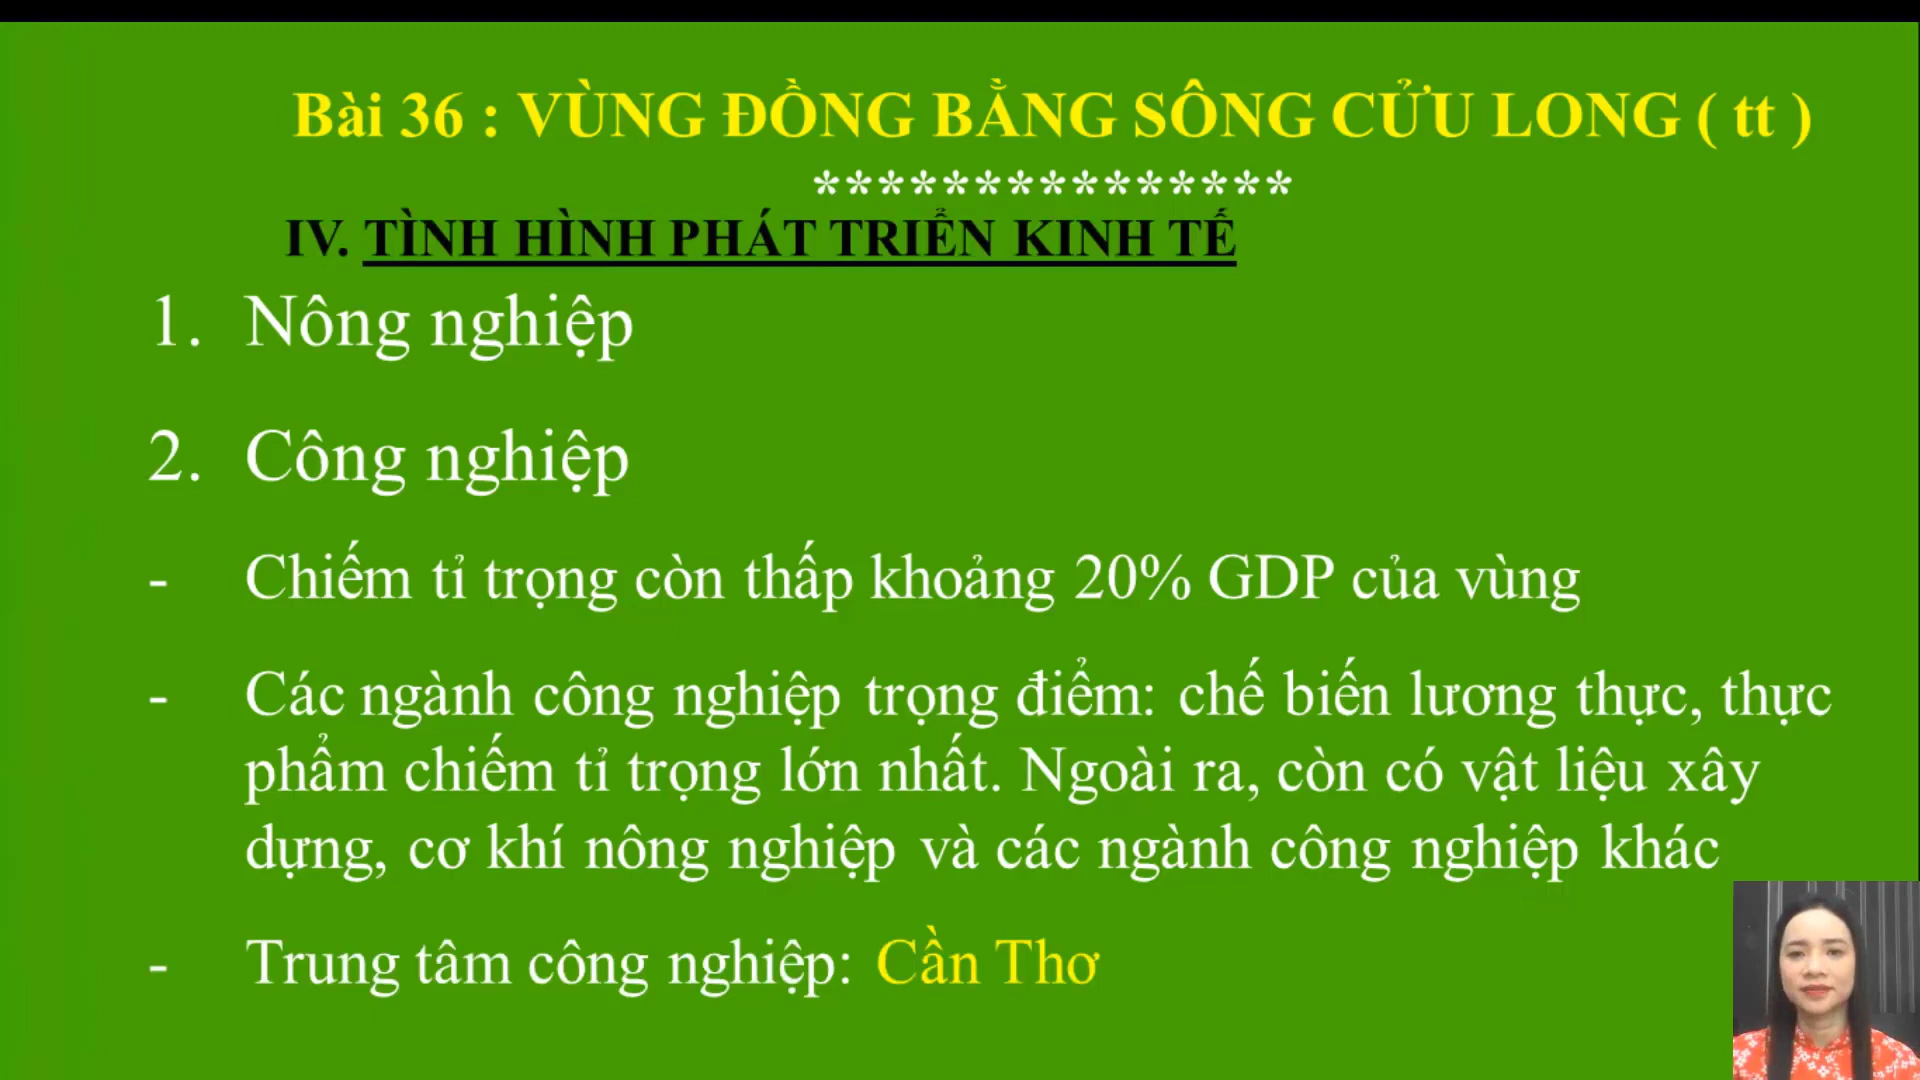 Bài 36 : VÙNG ĐỒNG BẰNG SÔNG CỬU LONG ( tt )
***************
IV. TÌNH HÌNH PHÁT TRIỂN KINH TẾ
1. Nông nghiệp
2. Công nghiệp
- Chiếm tỉ trọng còn thấp khoảng 20% GDP của vùng
- Các ngành công nghiệp trọng điểm: chế biến lương thực, thực
phẩm chiếm tỉ trọng lớn nhất. Ngoài ra, còn có vật liệu xây
dựng, cơ khí nông nghiệp và các ngành công nghiệp khác
- Trung tâm công nghiệp: Cần Thơ